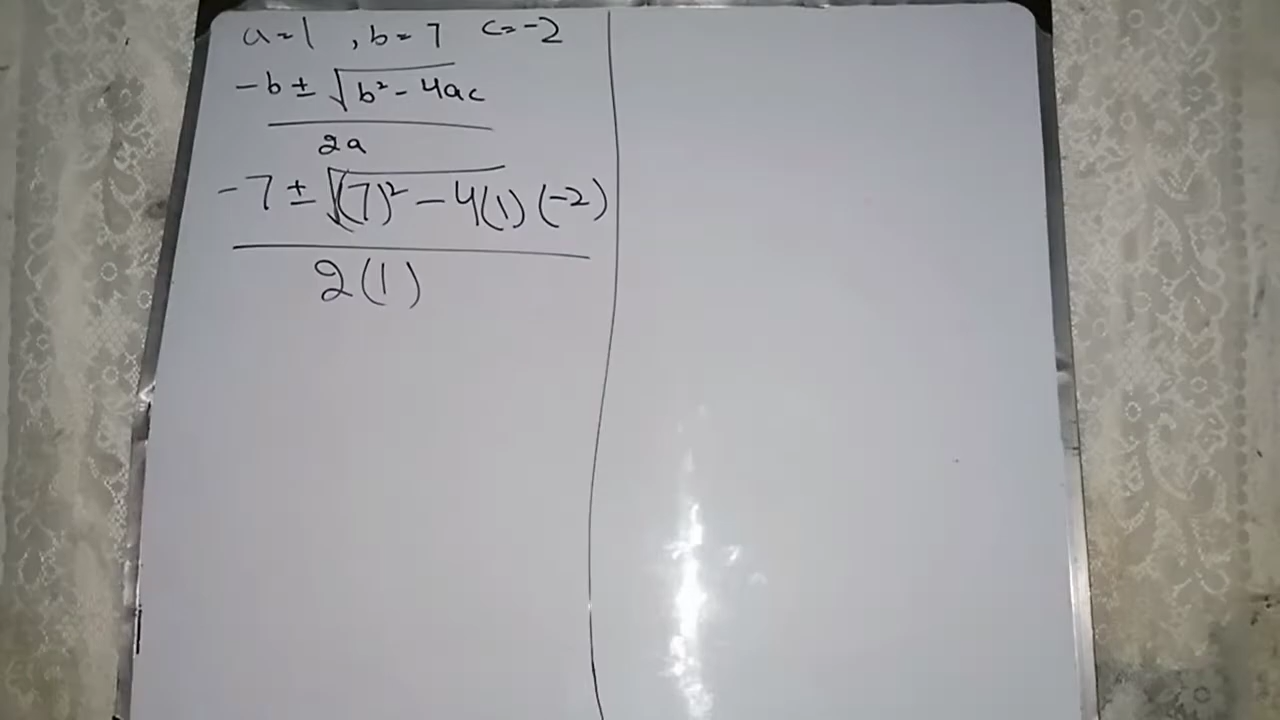 a=1 , b=7 c=-2
-b ± √b² - 4ac
2a
-7 ± √(7)² - 4(1)(-2)
2(1)